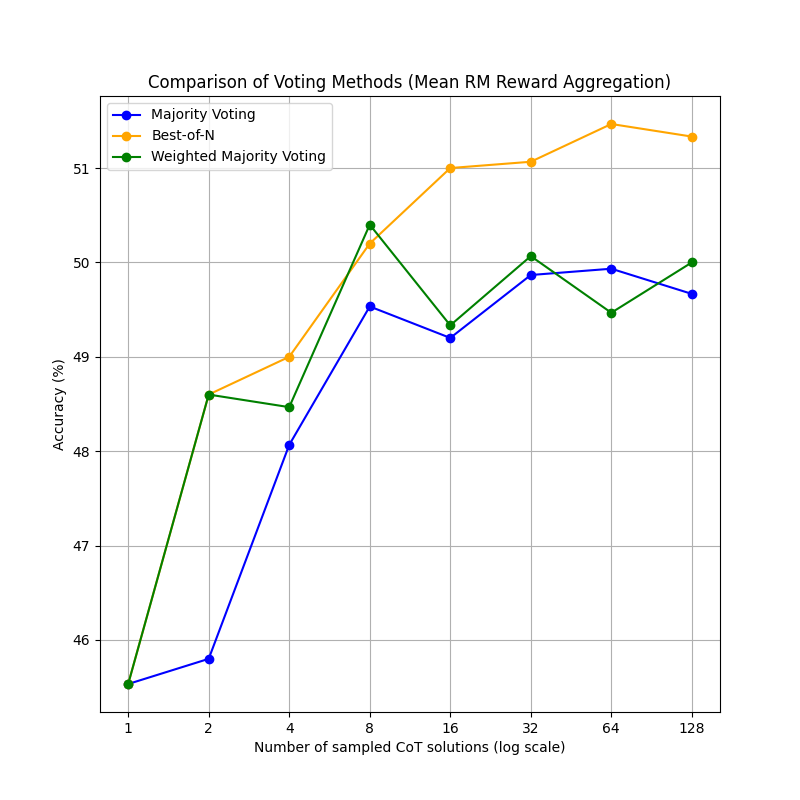 Comparison of Voting Methods (Mean RM Reward Aggregation)
Majority Voting
Best-of-N
Weighted Majority Voting
51
50
49
48
47
46
Accuracy (%)
1 2 4 8 16 32 64 128
Number of sampled CoT solutions (log scale)